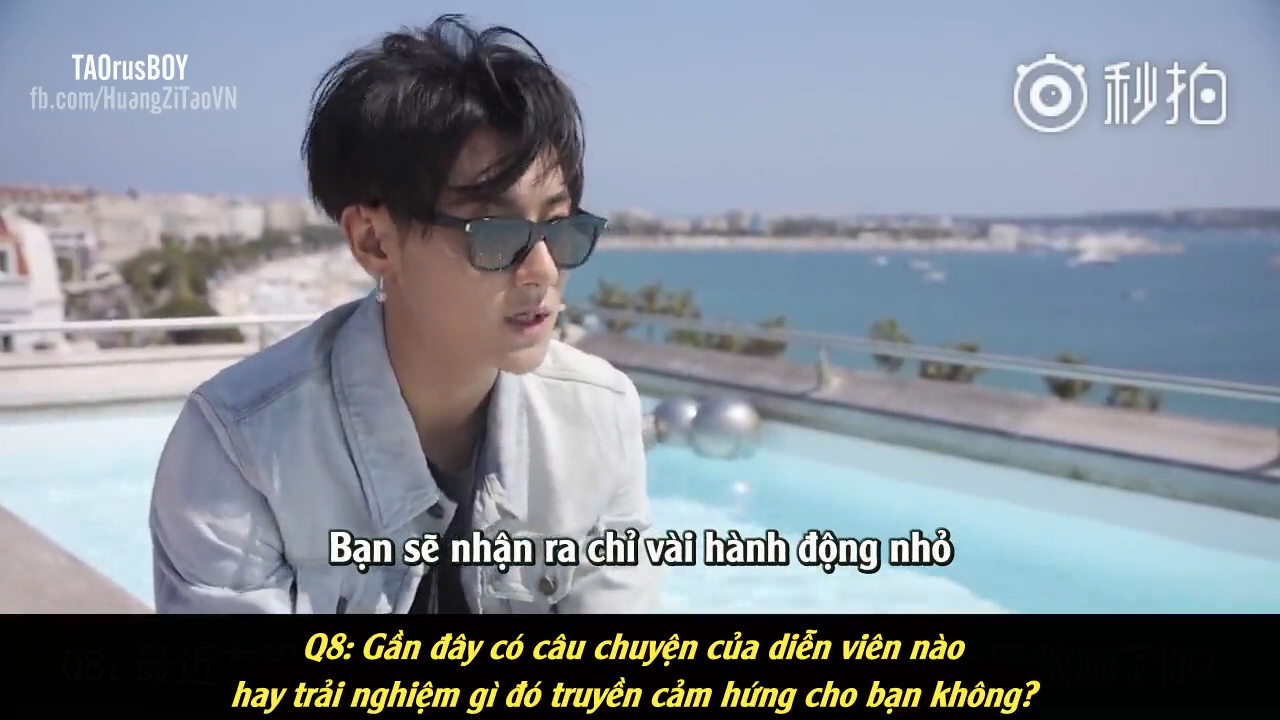 TAOrusBOY
fb.com/HuangZiTaoVN
秒拍
Bạn sẽ nhận ra chỉ vài hành động nhỏ
Q8: Gần đây có câu chuyện của diễn viên nào
hay trải nghiệm gì đó truyền cảm hứng cho bạn không?